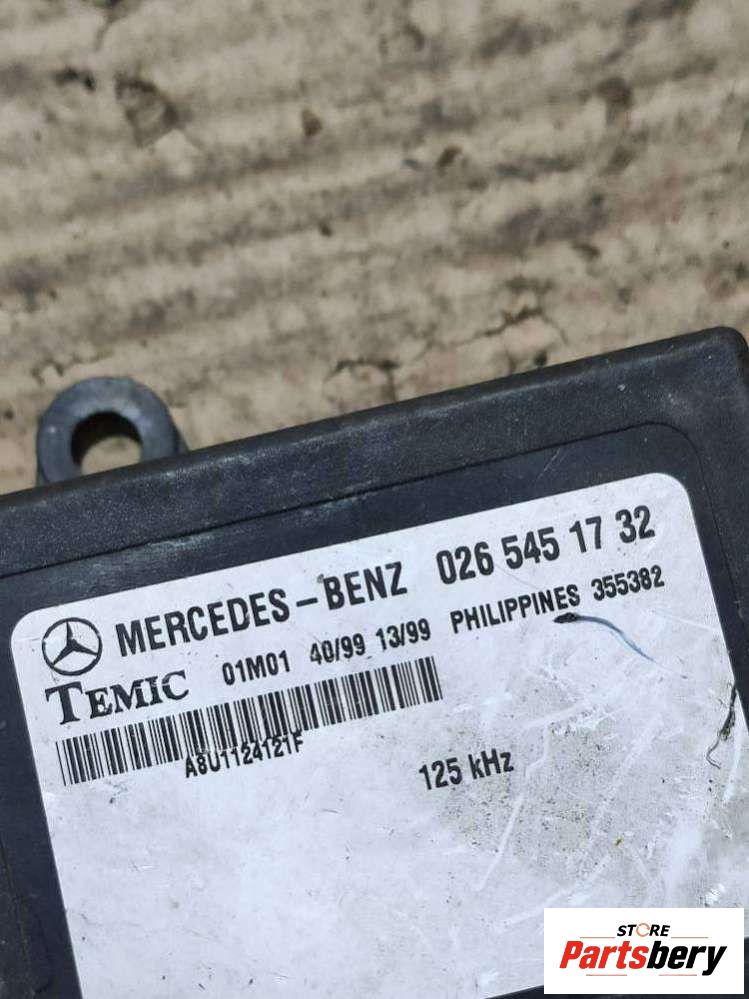 MERCEDES-BENZ 026 545 17 32
TEMIC 01M01 40/99 13/99 PHILIPPINES 355382
A8U1124121F
125 kHz
STORE
Partsbery